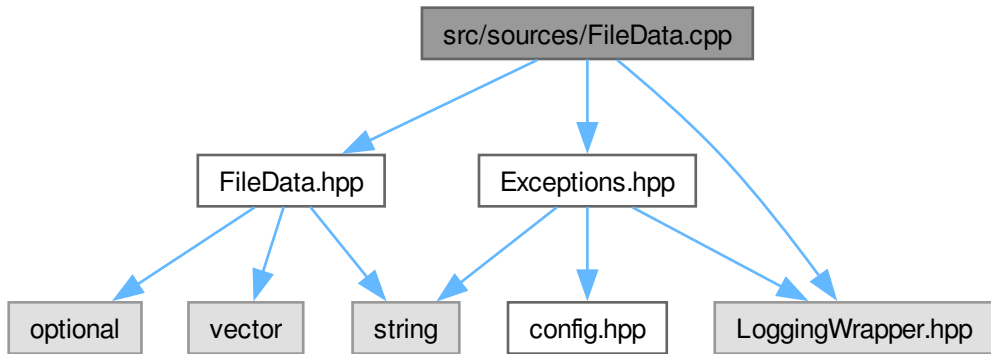 src/sources/FileData.cpp
FileData.hpp
Exceptions.hpp
optional
vector
string
config.hpp
LoggingWrapper.hpp